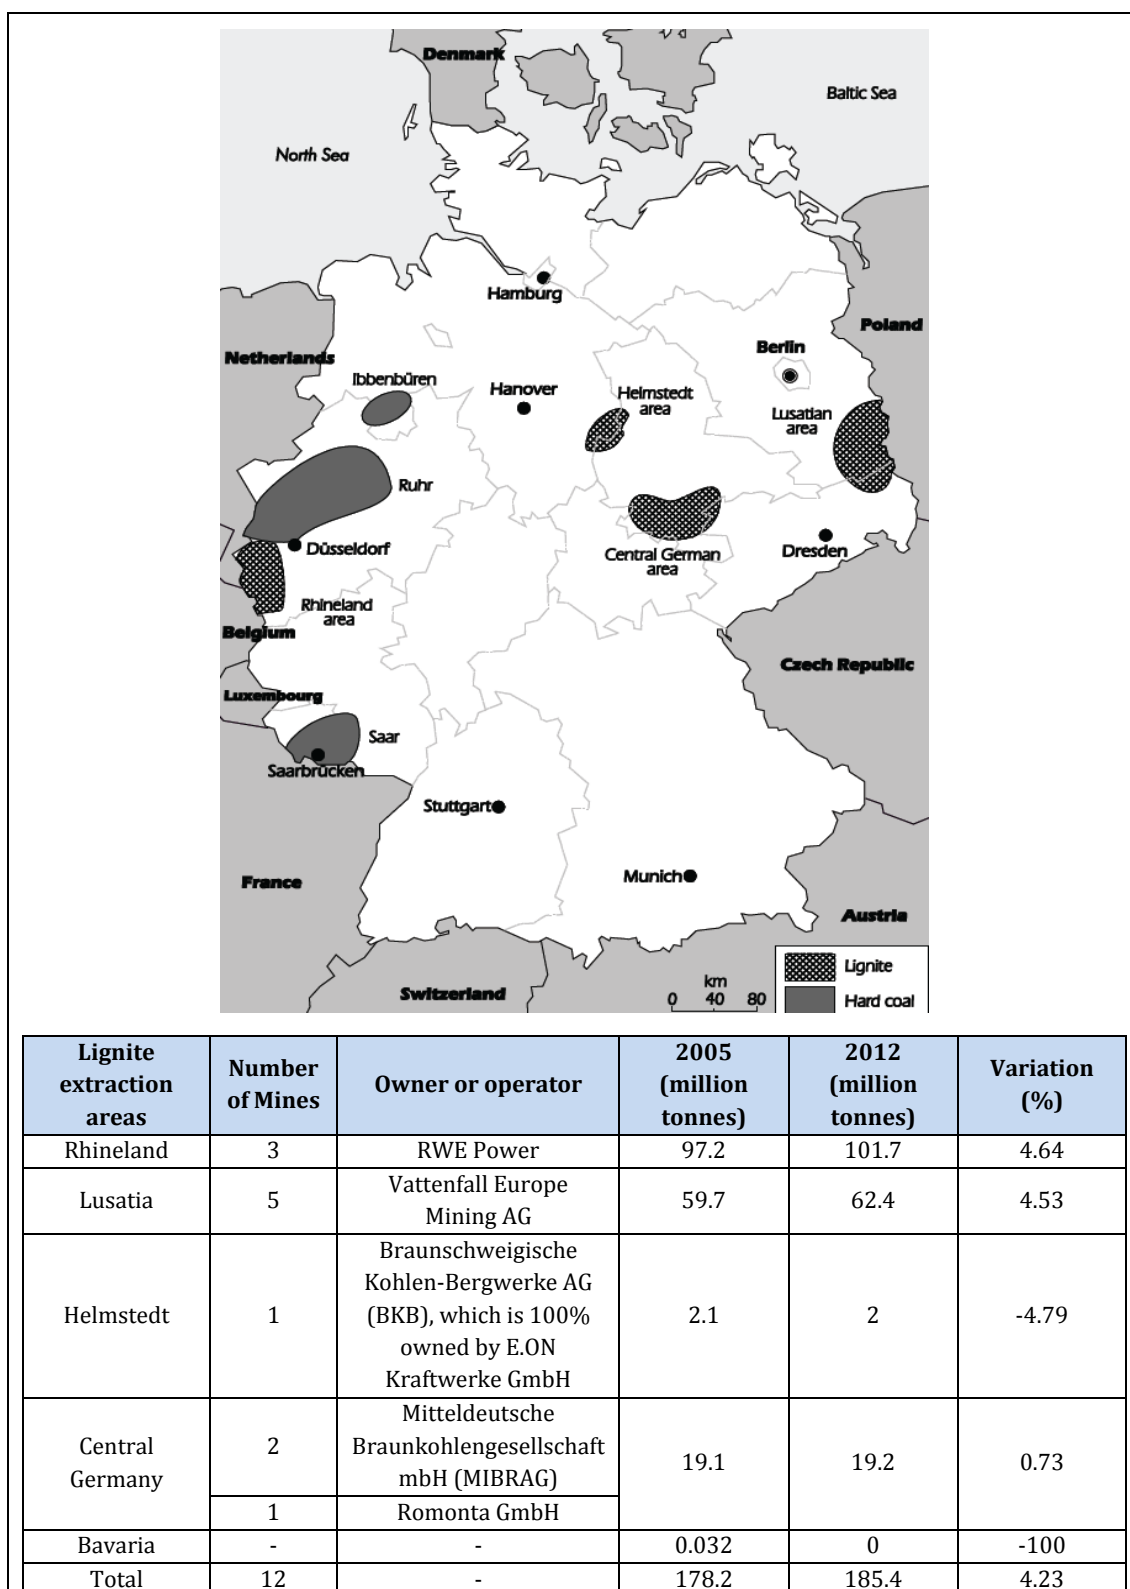 Denmark
Baltic Sea
North Sea
Hamburg
Poland
Netherlands
Berlin
Ibbenbüren
Hanover
Helmstedt
area
Lusatian
area
Ruhr
Düsseldorf
Central German
area
Dresden
Rhineland
area
Belgium
Czech Republic
Luxembourg
Saar
Saarbrücken
Stuttgart
Munich
France
Austria
Switzerland
km
0 40 80
Lignite
Hard coal
Lignite
extraction
areas
Number
of Mines
Owner or operator
2005
(million
tonnes)
2012
(million
tonnes)
Variation
(%)
Rhineland 3 RWE Power 97.2 101.7 4.64
Lusatia 5 Vattenfall Europe
Mining AG 59.7 62.4 4.53
Helmstedt 1 Braunschweigische
Kohlen-Bergwerke AG
(BKB), which is 100%
owned by E.ON
Kraftwerke GmbH 2.1 2 -4.79
Central
Germany
2 Mitteldeutsche
Braunkohlengesellschaft
mbH (MIBRAG)
1 Romonta GmbH
19.1 19.2 0.73
Bavaria - - 0.032 0 -100
Total 12 - 178.2 185.4 4.23